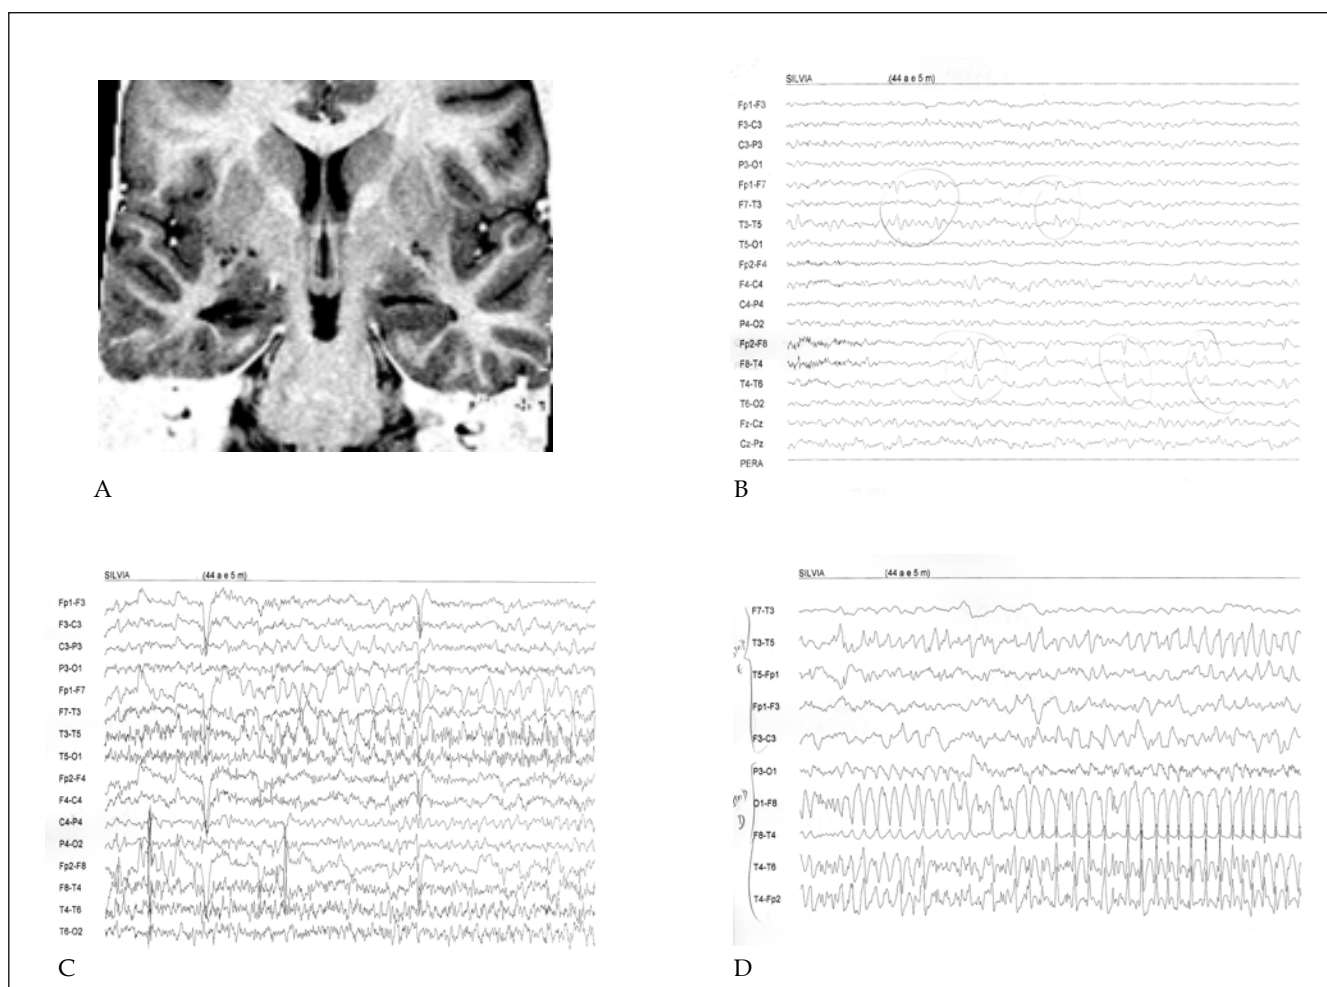 A
SILVIA (44 a e 5 m)
Fp1-F3
F3-C3
C3-P3
P3-O1
Fp1-F7
F7-T3
T3-T5
T5-O1
Fp2-F4
F4-C4
C4-P4
P4-O2
Fp2-F8
F8-T4
T4-T6
T6-O2
Fz-Cz
Cz-Pz
PERA
B
SILVIA (44 a e 5 m)
Fp1-F3
F3-C3
C3-P3
P3-O1
Fp1-F7
F7-T3
T3-T5
T5-O1
Fp2-F4
F4-C4
C4-P4
P4-O2
Fp2-F8
F8-T4
T4-T6
T6-O2
C
SILVIA (44 a e 5 m)
F7-T3
T3-T5
E
T5-Fp1
Fp1-F3
F3-C3
P3-O1
O1-F8
D
F8-T4
T4-T6
T4-Fp2
D